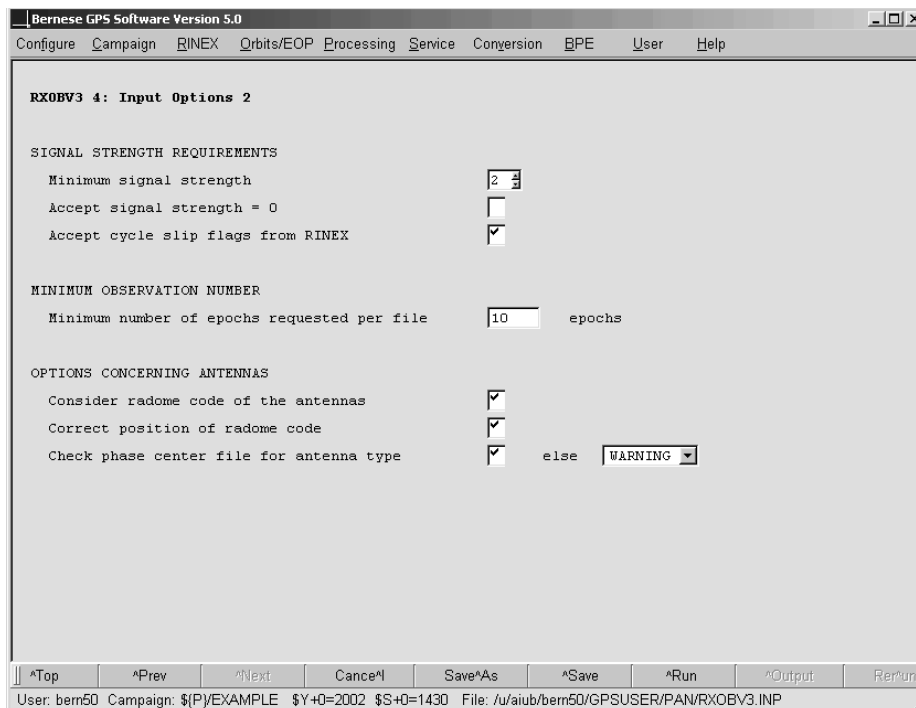 Bernese GPS Software Version 5.0
Configure Campaign RINEX Orbits/EOP Processing Service Conversion BPE User Help
RXOBV3 4: Input Options 2
SIGNAL STRENGTH REQUIREMENTS
Minimum signal strength 2
Accept signal strength = 0
Accept cycle slip flags from RINEX
MINIMUM OBSERVATION NUMBER
Minimum number of epochs requested per file 10 epochs
OPTIONS CONCERNING ANTENNAS
Consider radome code of the antennas
Correct position of radome code
Check phase center file for antenna type else WARNING
^Top ^Prev ^Next Cance^l Save^As ^Save ^Run ^Output Rer^un
User: bern50 Campaign: ${P}/EXAMPLE $Y+0=2002 $S+0=1430 File: /u/aiub/bern50/GPSUSER/PAN/RXOBV3.INP